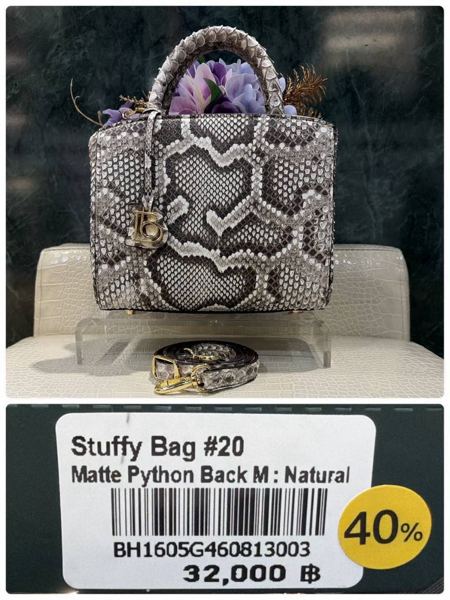 B
Stuffy Bag #20
Matte Python Back M : Natural
BH1605G460813003
32,000 ฿
40%